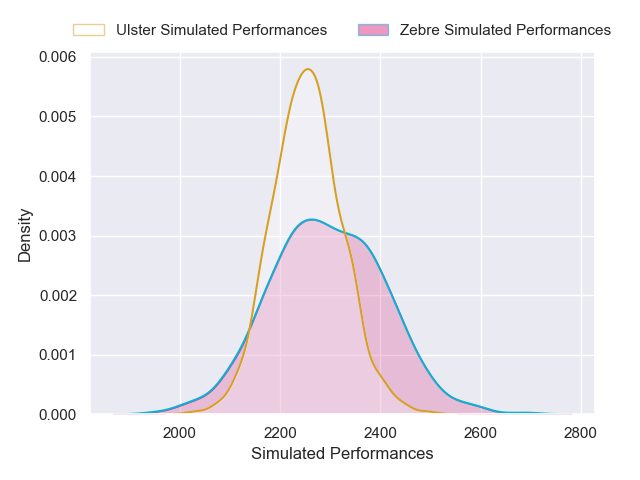 Ulster Simulated Performances Zebre Simulated Performances
0.006
0.005
0.004
0.003
0.002
0.001
0.000
Density
2000 2200 2400 2600 2800
Simulated Performances